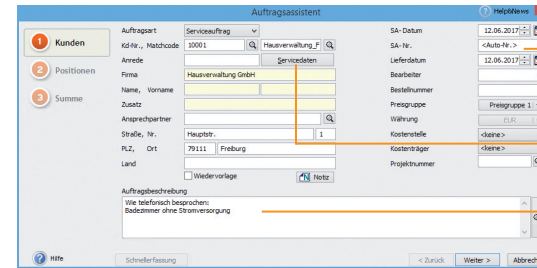 Auftragsassistent
Help&News
1 Kunden
2 Positionen
3 Summe
Auftragsart Serviceauftrag
Kd-Nr., Matchcode 10001 Hausverwaltung_F
Anrede Servicedaten
Firma Hausverwaltung GmbH
Name, Vorname
Zusatz
Ansprechpartner
Straße, Nr. Hauptstr. 1
PLZ, Ort 79111 Freiburg
Land
Wiedervorlage Notiz
SA-Datum 12.06.2017
SA-Nr. <Auto-Nr.>
Lieferdatum 12.06.2017
Bearbeiter
Bestellnummer
Preisgruppe Preisgruppe 1
Währung EUR
Kostenstelle <keine>
Kostenträger <keine>
Projektnummer
Auftragsbeschreibung
Wie telefonisch besprochen:
Badezimmer ohne Stromversorgung
Hilfe
Schnellerfassung
< Zurück
Weiter >
Abbrech